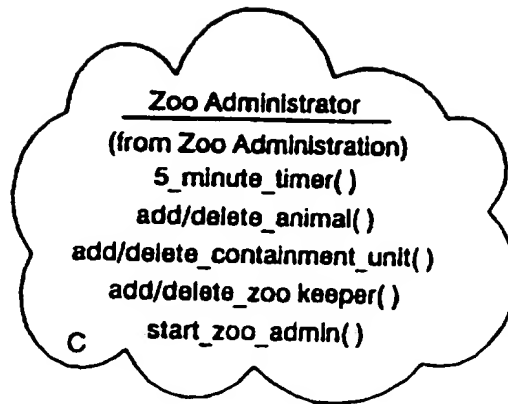 Zoo Administrator
(from Zoo Administration)
5_minute_timer( )
add/delete_animal( )
add/delete_containment_unit( )
add/delete_zoo keeper( )
start_zoo_admin( )
C